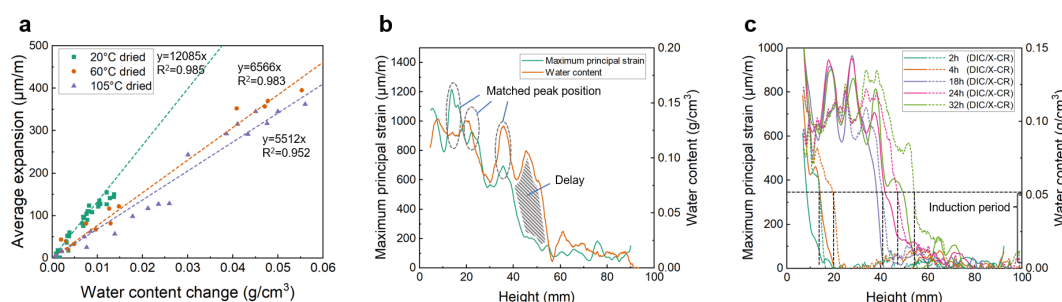 a
Average expansion (μm/m)
500
400
300
200
100
0
20°C dried
60°C dried
105°C dried
y=12085x
R²=0.985
y=6566x
R²=0.983
y=5512x
R²=0.952
0.00 0.01 0.02 0.03 0.04 0.05 0.06
Water content change (g/cm³)
b
Maximum principal strain (μm/m)
1400
1200
1000
800
600
400
200
0
Maximum principal strain
Water content
Matched peak position
Delay
0.20
0.15
0.10
0.05
0.00
Water content (g/cm3)
0 20 40 60 80 100
Height (mm)
c
Maximum principal strain (μm/m)
1000
800
600
400
200
0
2h (DIC/X-CR)
4h (DIC/X-CR)
18h (DIC/X-CR)
24h (DIC/X-CR)
32h (DIC/X-CR)
Induction period
0.15
0.10
0.05
0.00
Water content (g/cm3)
0 20 40 60 80 100
Height (mm)